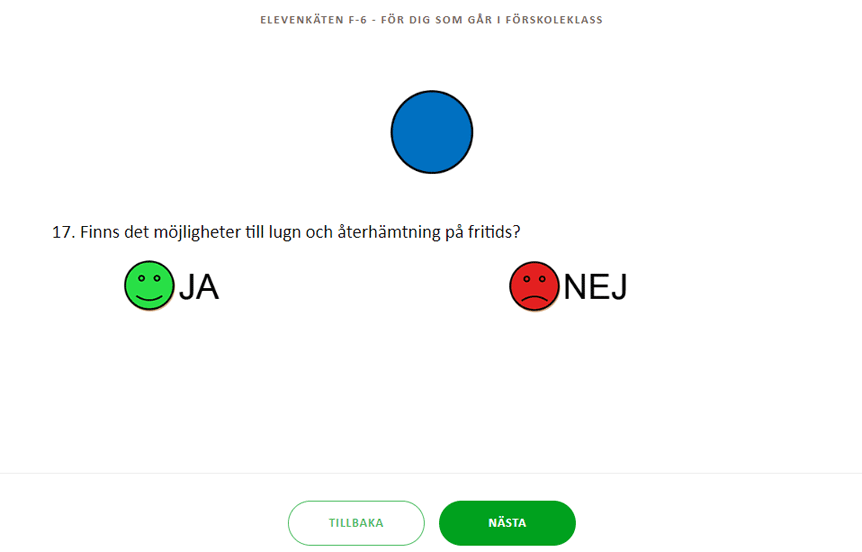 ELEVENKÄTEN F-6 - FÖR DIG SOM GÅR I FÖRSKOLEKLASS
17. Finns det möjligheter till lugn och återhämtning på fritids?
JA
NEJ
TILLBAKA
NÄSTA